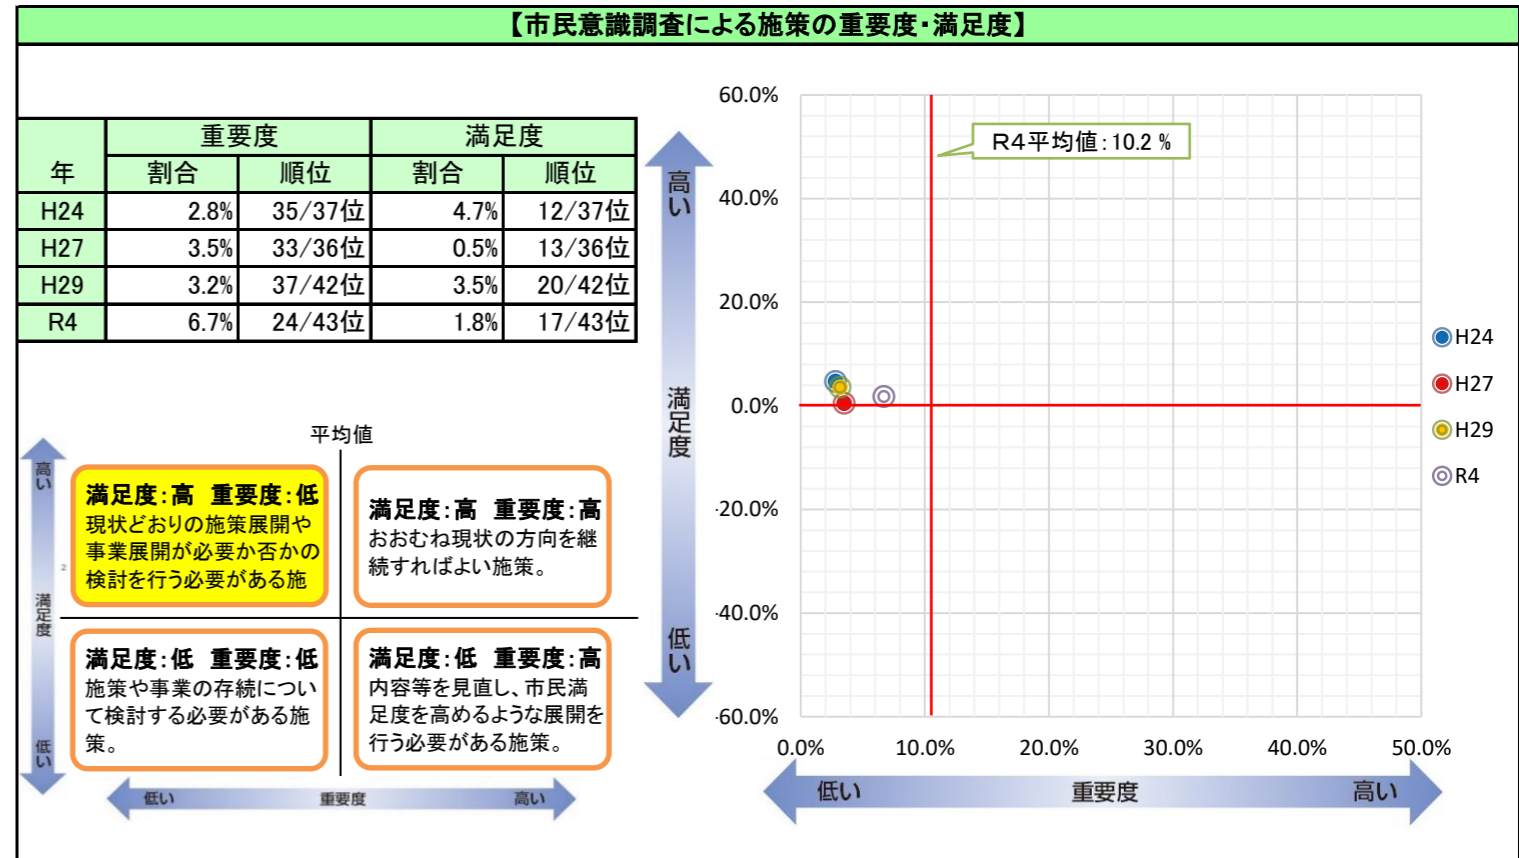 【市民意識調査による施策の重要度・満足度】
年 重要度 満足度
割合 順位 割合 順位
H24 2.8% 35/37位 4.7% 12/37位
H27 3.5% 33/36位 0.5% 13/36位
H29 3.2% 37/42位 3.5% 20/42位
R4 6.7% 24/43位 1.8% 17/43位
平均値
高い
満足度
低い
満足度：高 重要度：低
現状どおりの施策展開や
事業展開が必要か否かの
検討を行う必要がある施
満足度：高 重要度：高
おおむね現状の方向を継
続すればよい施策。
満足度：低 重要度：低
施策や事業の存続につい
て検討する必要がある施
策。
満足度：低 重要度：高
内容等を見直し、市民満
足度を高めるような展開を
行う必要がある施策。
2
低い 重要度 高い
高い
満足度
低い
60.0%
40.0%
20.0%
0.0%
-20.0%
-40.0%
-60.0%
R4平均値：10.2％
0.0% 10.0% 20.0% 30.0% 40.0% 50.0%
低い 重要度 高い
H24
H27
H29
R4